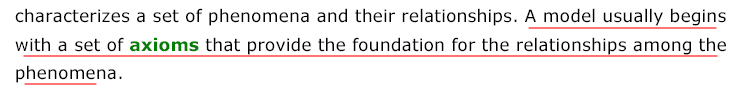 characterizes a set of phenomena and their relationships. A model usually begins
with a set of axioms that provide the foundation for the relationships among the
phenomena.